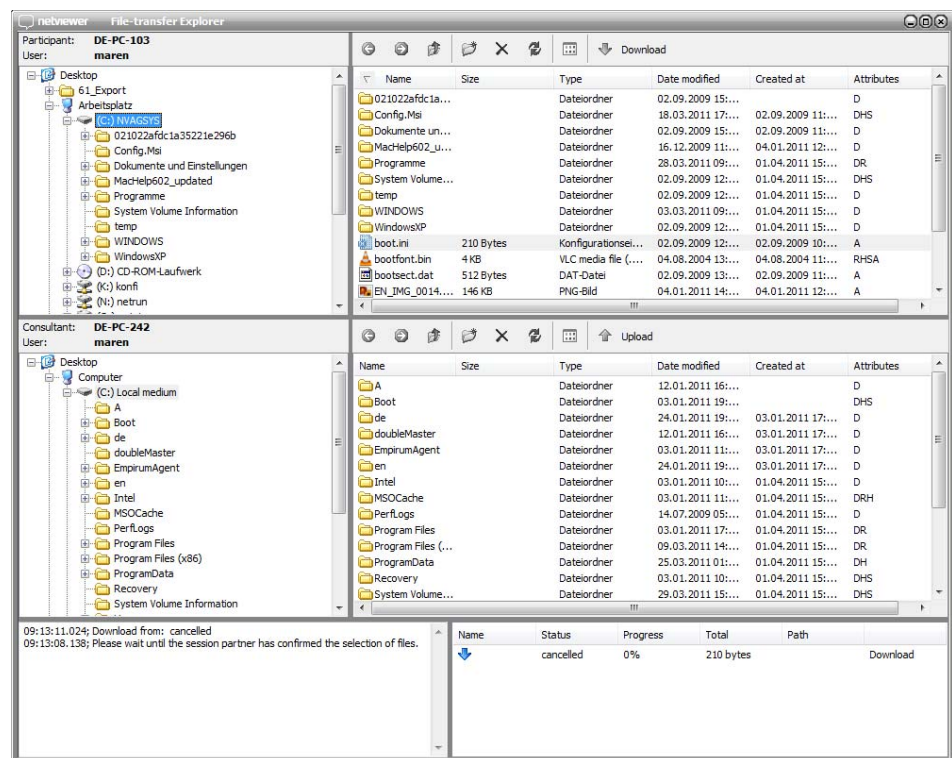 netviewer File-transfer Explorer
Participant: DE-PC-103
User: maren
Desktop
61_Export
Arbeitsplatz
(C:) NVAGSYS
021022afdc1a35221e296b
Config.Msi
Dokumente und Einstellungen
MacHelp602_updated
Programme
System Volume Information
temp
WINDOWS
WindowsXP
(D:) CD-ROM-Laufwerk
(K:) konfi
(N:) netrun
Download
Name Size Type Date modified Created at Attributes
021022afdc1a... Dateiordner 02.09.2009 15:... D
Config.Msi Dateiordner 18.03.2011 17:... 02.09.2009 11:... DHS
Dokumente un... Dateiordner 02.09.2009 15:... 02.09.2009 11:... D
MacHelp602_u... Dateiordner 16.12.2009 11:... 04.01.2011 12:... D
Programme Dateiordner 28.03.2011 09:... 01.04.2011 15:... DR
System Volume... Dateiordner 02.09.2009 12:... 01.04.2011 15:... DHS
temp Dateiordner 02.09.2009 12:... 01.04.2011 15:... D
WINDOWS Dateiordner 03.03.2011 09:... 01.04.2011 15:... D
WindowsXP Dateiordner 02.09.2009 12:... 01.04.2011 15:... D
boot.ini 210 Bytes Konfigurationsei... 02.09.2009 12:... 02.09.2009 10:... A
bootfont.bin 4 KB VLC media file (.... 04.08.2004 13:... 04.08.2004 11:... RHSA
bootsect.dat 512 Bytes DAT-Datei 02.09.2009 13:... 02.09.2009 11:... A
EN_IMG_0014.... 146 KB PNG-Bild 04.01.2011 14:... 04.01.2011 12:... A
Consultant: DE-PC-242
User: maren
Desktop
Computer
(C:) Local medium
A
Boot
de
doubleMaster
EmpirumAgent
en
Intel
MSOCache
PerfLogs
Program Files
Program Files (x86)
ProgramData
Recovery
System Volume Information
Upload
Name Size Type Date modified Created at Attributes
A Dateiordner 12.01.2011 16:... D
Boot Dateiordner 03.01.2011 19:... DHS
de Dateiordner 24.01.2011 19:... 03.01.2011 17:... D
doubleMaster Dateiordner 12.01.2011 16:... 03.01.2011 17:... D
EmpirumAgent Dateiordner 03.01.2011 11:... 03.01.2011 17:... D
en Dateiordner 24.01.2011 19:... 03.01.2011 17:... D
Intel Dateiordner 03.01.2011 10:... 01.04.2011 15:... D
MSOCache Dateiordner 03.01.2011 11:... 01.04.2011 15:... DRH
PerfLogs Dateiordner 14.07.2009 05:... 01.04.2011 15:... D
Program Files Dateiordner 03.01.2011 17:... 01.04.2011 15:... DR
Program Files (... Dateiordner 09.03.2011 14:... 01.04.2011 15:... DR
ProgramData Dateiordner 25.03.2011 01:... 01.04.2011 15:... DH
Recovery Dateiordner 03.01.2011 10:... 01.04.2011 15:... DHS
System Volume... Dateiordner 29.03.2011 15:... 01.04.2011 15:... DHS
09:13:11.024; Download from: cancelled
09:13:08.138; Please wait until the session partner has confirmed the selection of files.
Name Status Progress Total Path
cancelled 0% 210 bytes Download